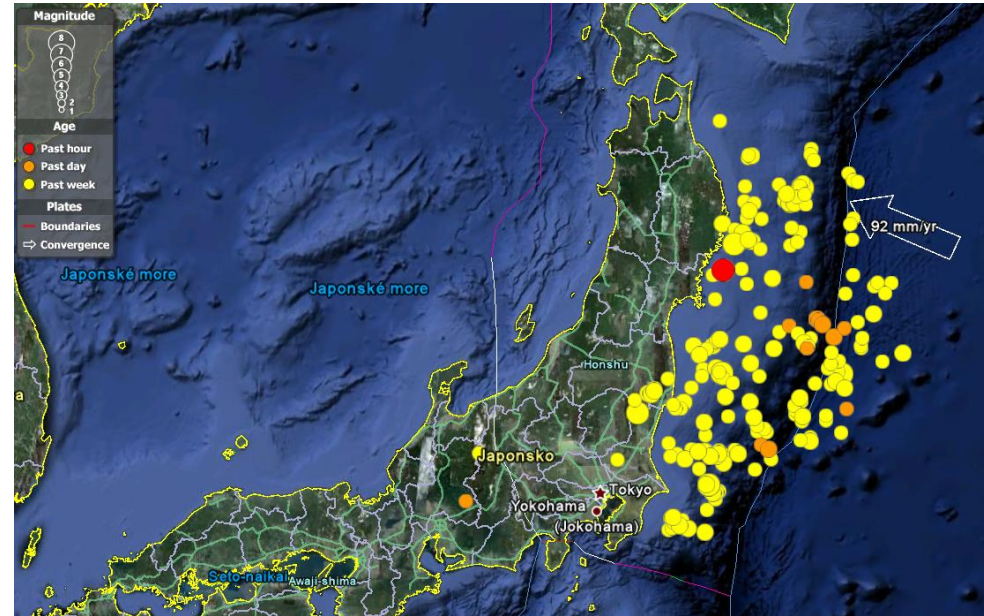 Magnitude
8
7
6
5
4
3
2
1
Age
Past hour
Past day
Past week
Plates
Boundaries
Convergence
92 mm/yr
Japonské more
Japonské more
Honshu
a
Japonsko
Tokyo
Yokohama
(Jokohama)
Seto-naikai
Awaji-shima